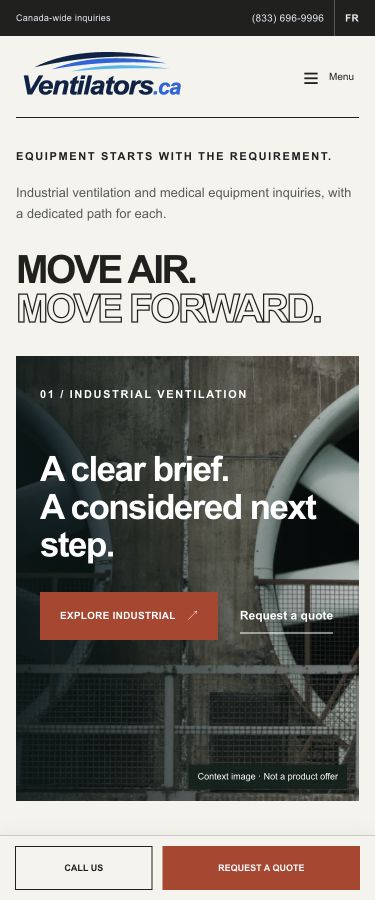 Canada-wide inquiries
(833) 696-9996
FR
Ventilators.ca
Menu
EQUIPMENT STARTS WITH THE REQUIREMENT.
Industrial ventilation and medical equipment inquiries, with
a dedicated path for each.
MOVE AIR.
MOVE FORWARD.
01 / INDUSTRIAL VENTILATION
A clear brief.
A considered next
step.
EXPLORE INDUSTRIAL ↗
Request a quote
Context image · Not a product offer
CALL US
REQUEST A QUOTE